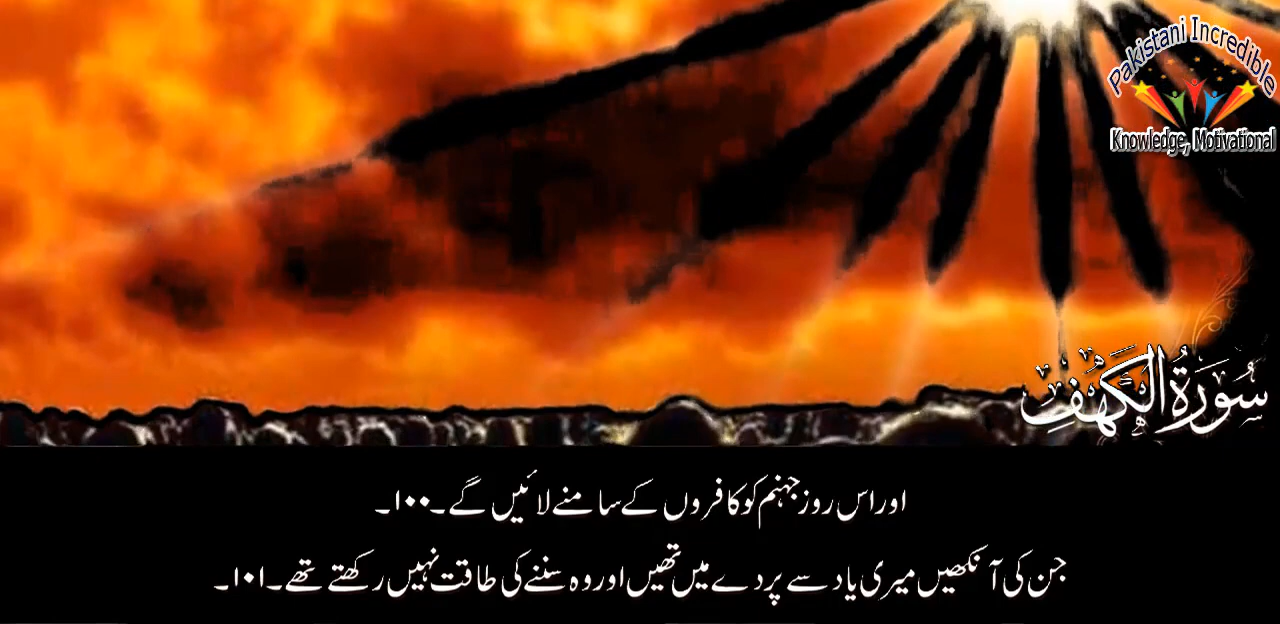 Pakistani Incredible
Knowledge, Motivational
سُورَةُ الْكَهْفِ
اور اس روز جہنم کو کافروں کے سامنے لائیں گے۔۱۰۰۔
جن کی آنکھیں میری یاد سے پردے میں تھیں اور وہ سننے کی طاقت نہیں رکھتے تھے۔۱۰۱۔